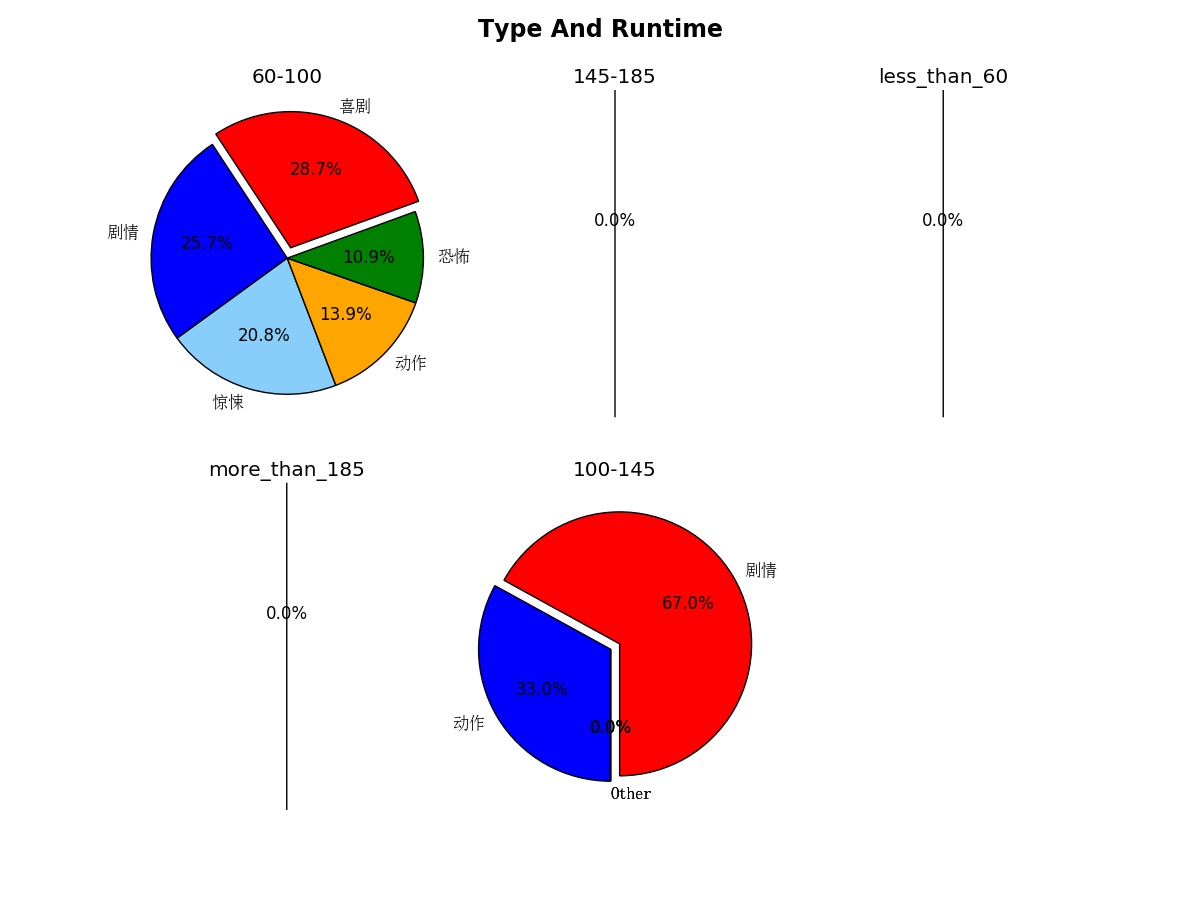 Type And Runtime
60-100
145-185
less_than_60
喜剧
28.7%
0.0%
0.0%
剧情
25.7%
10.9%
恐怖
13.9%
20.8%
动作
惊悚
more_than_185
100-145
剧情
67.0%
0.0%
33.0%
动作
0.0%
Other